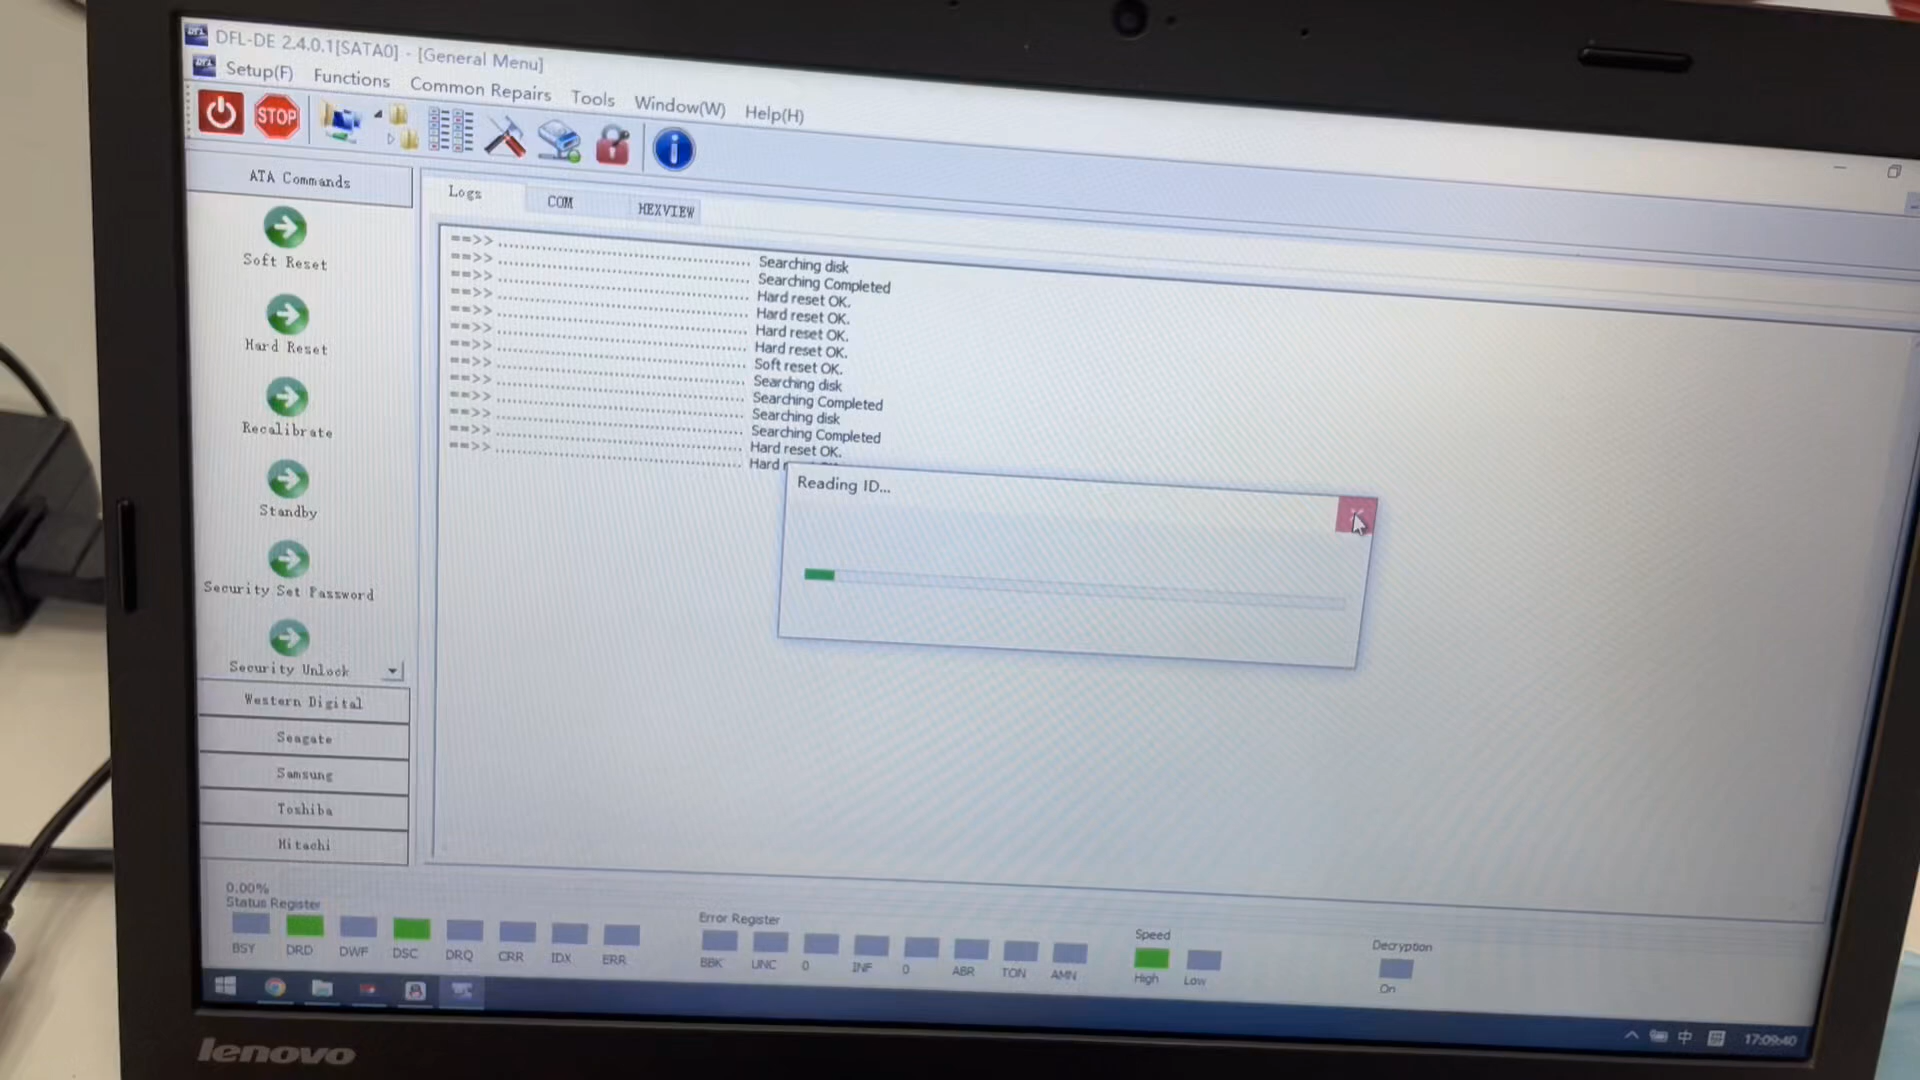 DFL-DE 2.4.0.1[SATA0] - [General Menu]
Setup(F) Functions Common Repairs Tools Window(W) Help(H)
STOP
ATA Commands
Soft Reset
Hard Reset
Recalibrate
Standby
Security Set Password
Security Unlock
Western Digital
Seagate
Samsung
Toshiba
Hitachi
Logs COM HEXVIEW
==>> Searching disk
==>> Searching Completed
==>> Hard reset OK.
==>> Hard reset OK.
==>> Hard reset OK.
==>> Hard reset OK.
==>> Soft reset OK.
==>> Searching disk
==>> Searching Completed
==>> Searching disk
==>> Searching Completed
==>> Hard reset OK.
==>> Hard
Reading ID...
0.00%
Status Register
BSY DRD DWF DSC DRQ CRR IDX ERR
Error Register
BBK UNC 0 INF 0 ABR TON AMN
Speed
High Low
Decryption
On
中 17:09:40
lenovo